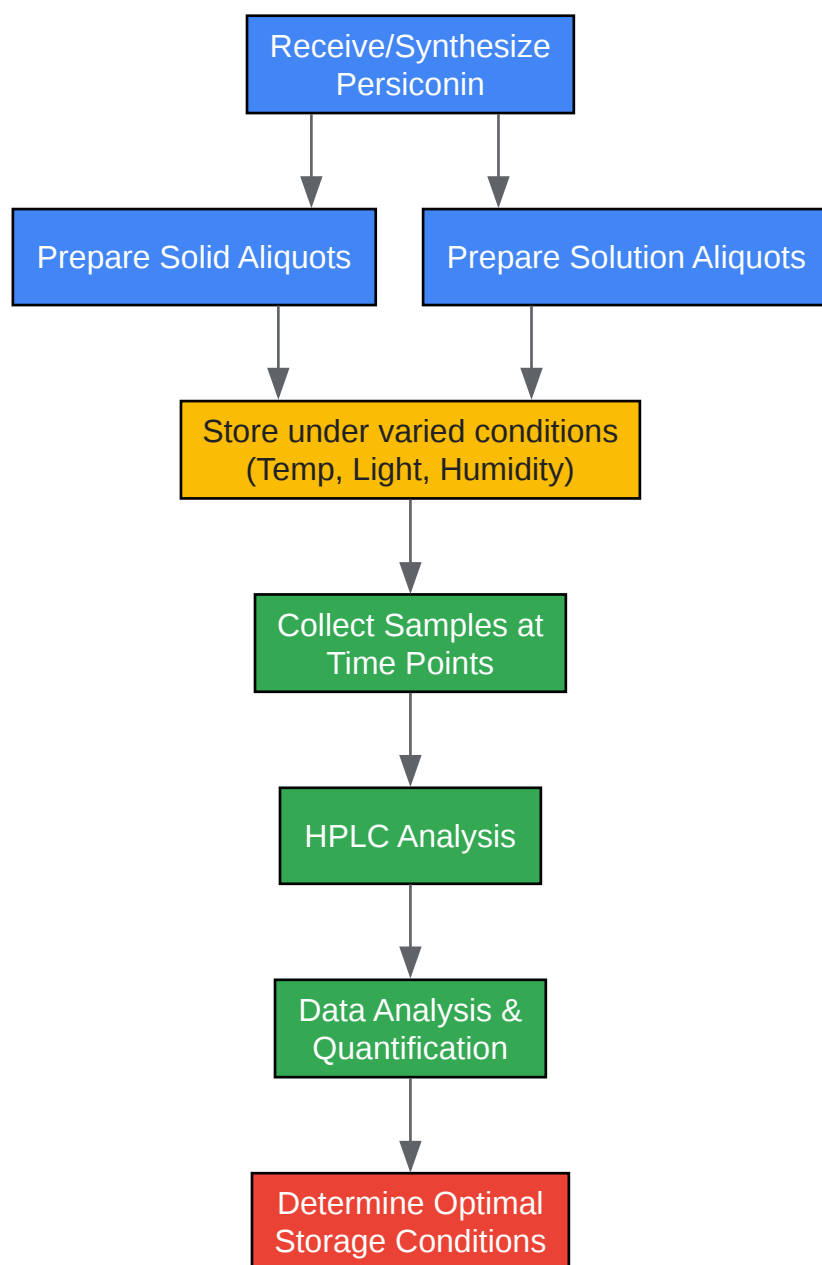 Receive/Synthesize
Persiconin
Prepare Solid Aliquots
Prepare Solution Aliquots
Store under varied conditions
(Temp, Light, Humidity)
Collect Samples at
Time Points
HPLC Analysis
Data Analysis &
Quantification
Determine Optimal
Storage Conditions